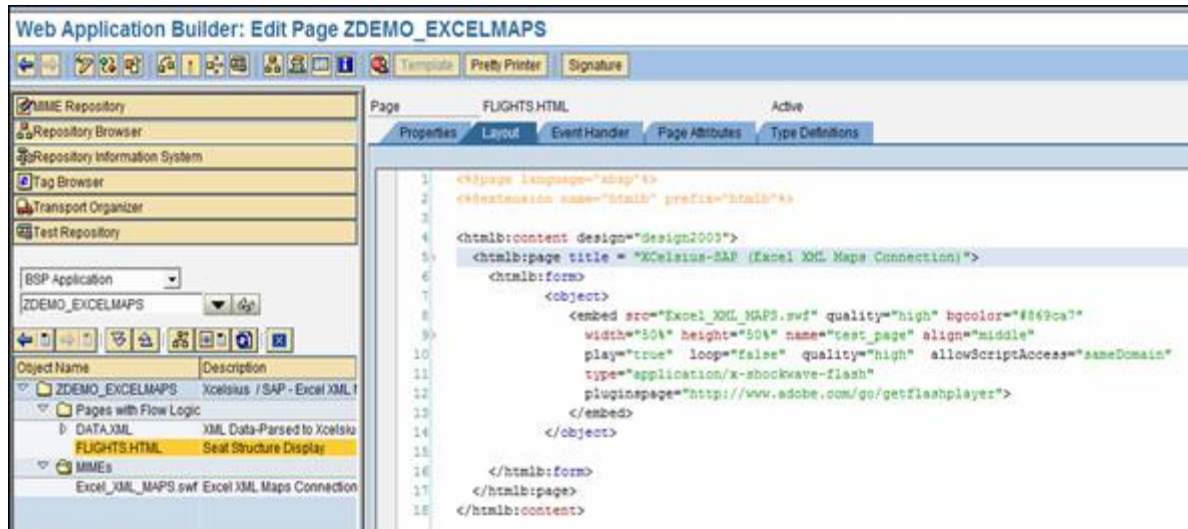 Web Application Builder: Edit Page ZDEMO_EXCELMAPS
Template Pretty Printer Signature
MIME Repository
Repository Browser
Repository Information System
Tag Browser
Transport Organizer
Test Repository
BSP Application
ZDEMO_EXCELMAPS
Object Name Description
ZDEMO_EXCELMAPS Xcelsius / SAP - Excel XML
Pages with Flow Logic
DATA.XML XML Data-Parsed to Xcelsiu
FLIGHTS.HTML Seat Structure Display
MIMEs
Excel_XML_MAPS.swf Excel XML Maps Connection
Page FLIGHTS.HTML Active
Properties Layout Event Handler Page Attributes Type Definitions
1 <%@page language="abap"%>
2 <%@extension name="htmlb" prefix="htmlb"%>
3
4 <htmlb:content design="design2003">
5 <htmlb:page title = "XCelsius-SAP (Excel XML Maps Connection)">
6 <htmlb:form>
7 <object>
8 <embed src="Excel_XML_MAPS.swf" quality="high" bgcolor="#869ca7"
9 width="50%" height="50%" name="test_page" align="middle"
10 play="true" loop="false" quality="high" allowScriptAccess="sameDomain"
11 type="application/x-shockwave-flash"
12 pluginspage="http://www.adobe.com/go/getflashplayer">
13 </embed>
14 </object>
15
16 </htmlb:form>
17 </htmlb:page>
18 </htmlb:content>